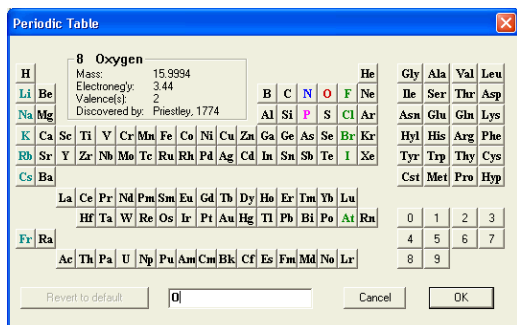 Periodic Table
8 Oxygen
Mass: 15.9994
Electroneg'y: 3.44
Valence(s): 2
Discovered by: Priestley, 1774
H He Gly Ala Val Leu
Li Be B C N O F Ne Ile Ser Thr Asp
Na Mg Al Si P S Cl Ar Asn Glu Gln Lys
K Ca Sc Ti V Cr Mn Fe Co Ni Cu Zn Ga Ge As Se Br Kr Hyl His Arg Phe
Rb Sr Y Zr Nb Mo Tc Ru Rh Pd Ag Cd In Sn Sb Te I Xe Tyr Trp Thy Cys
Cs Ba Cst Met Pro Hyp
La Ce Pr Nd Pm Sm Eu Gd Tb Dy Ho Er Tm Yb Lu
Hf Ta W Re Os Ir Pt Au Hg Tl Pb Bi Po At Rn 0 1 2 3
Fr Ra 4 5 6 7
Ac Th Pa U Np Pu Am Cm Bk Cf Es Fm Md No Lr 8 9
Revert to default O Cancel OK